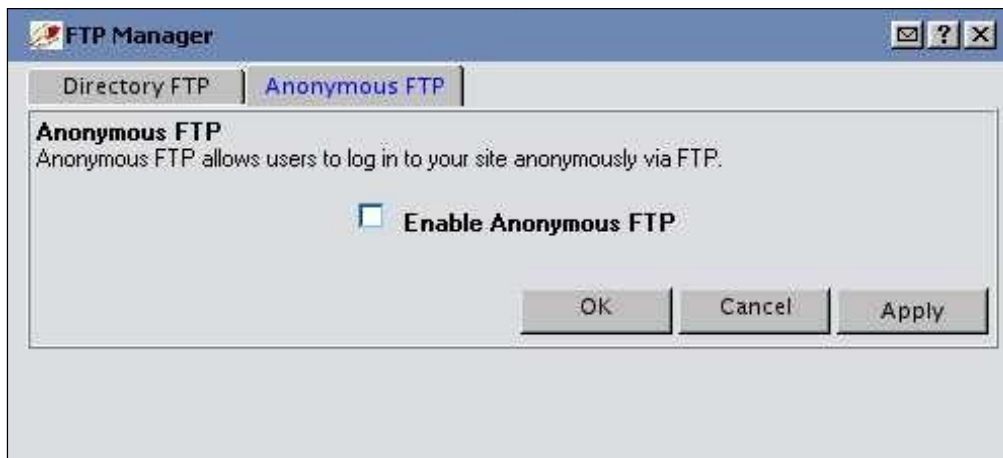 FTP Manager
?
Directory FTP Anonymous FTP
Anonymous FTP
Anonymous FTP allows users to log in to your site anonymously via FTP.
Enable Anonymous FTP
OK Cancel Apply